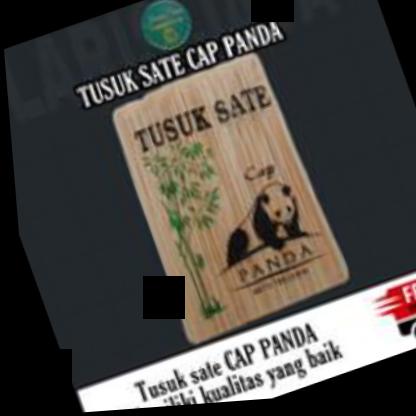 TUSUK SATE CAP PANDA
TUSUK SATE
Cap
PANDA
Tusuk sate CAP PANDA
kualitas yang baik